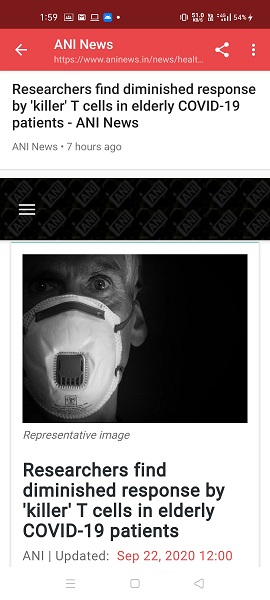 1:59
54%
ANI News
https://www.aninews.in/news/healt...
Researchers find diminished response
by 'killer' T cells in elderly COVID-19
patients - ANI News
ANI News • 7 hours ago
Representative image
Researchers find
diminished response by
'killer' T cells in elderly
COVID-19 patients
ANI | Updated: Sep 22, 2020 12:00